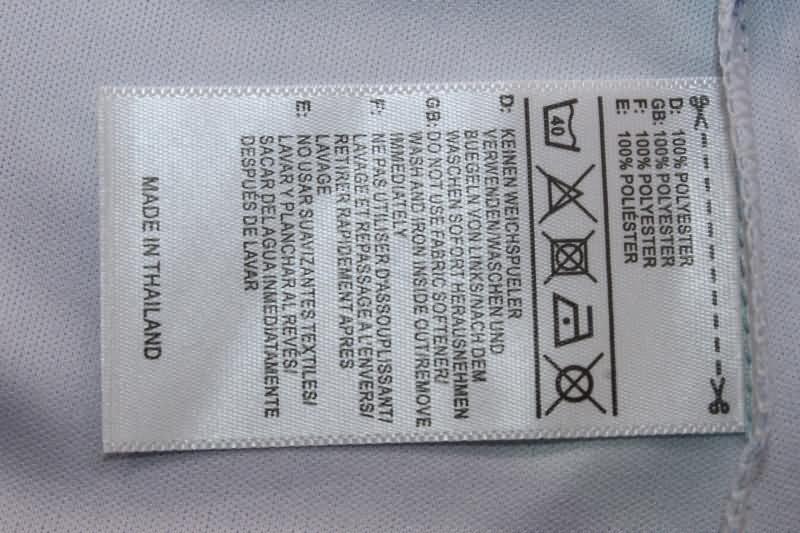 D: 100% POLYESTER
GB: 100% POLYESTER
F: 100% POLYESTER
E: 100% POLIÉSTER
40
D: KEINEN WEICHSPUELER
VERWENDEN/WASCHEN UND
BUEGELN VON LINKS/NACH DEM
WASCHEN SOFORT HERAUSNEHMEN
GB: DO NOT USE FABRIC SOFTENER/
WASH AND IRON INSIDE OUT/REMOVE
IMMEDIATELY
F: NE PAS UTILISER D'ASSOUPLISSANT/
LAVAGE ET REPASSAGE A L'ENVERS/
RETIRER RAPIDEMENT APRES
LAVAGE
E: NO USAR SUAVIZANTES TEXTILES/
LAVAR Y PLANCHAR AL REVÉS/
SACAR DEL AGUA INMEDIATAMENTE
DESPUÉS DE LAVAR
MADE IN THAILAND